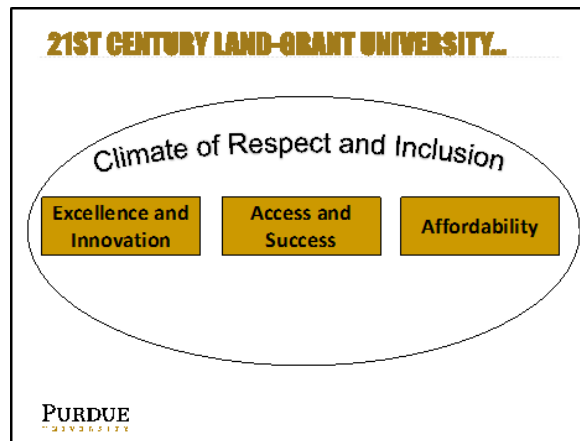 21ST CENTURY LAND-GRANT UNIVERSITY...
Climate of Respect and Inclusion
Excellence and
Innovation
Access and
Success
Affordability
PURDUE
UNIVERSITY